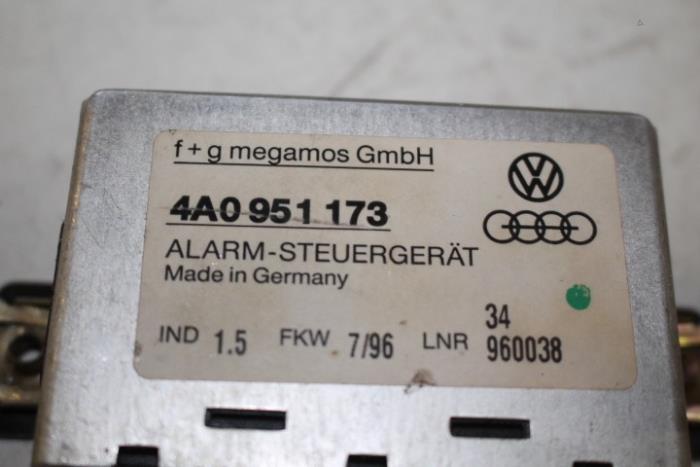 f+g megamos GmbH
4A0 951 173
ALARM-STEUERGERÄT
Made in Germany
34
IND 1.5 FKW 7/96 LNR 960038